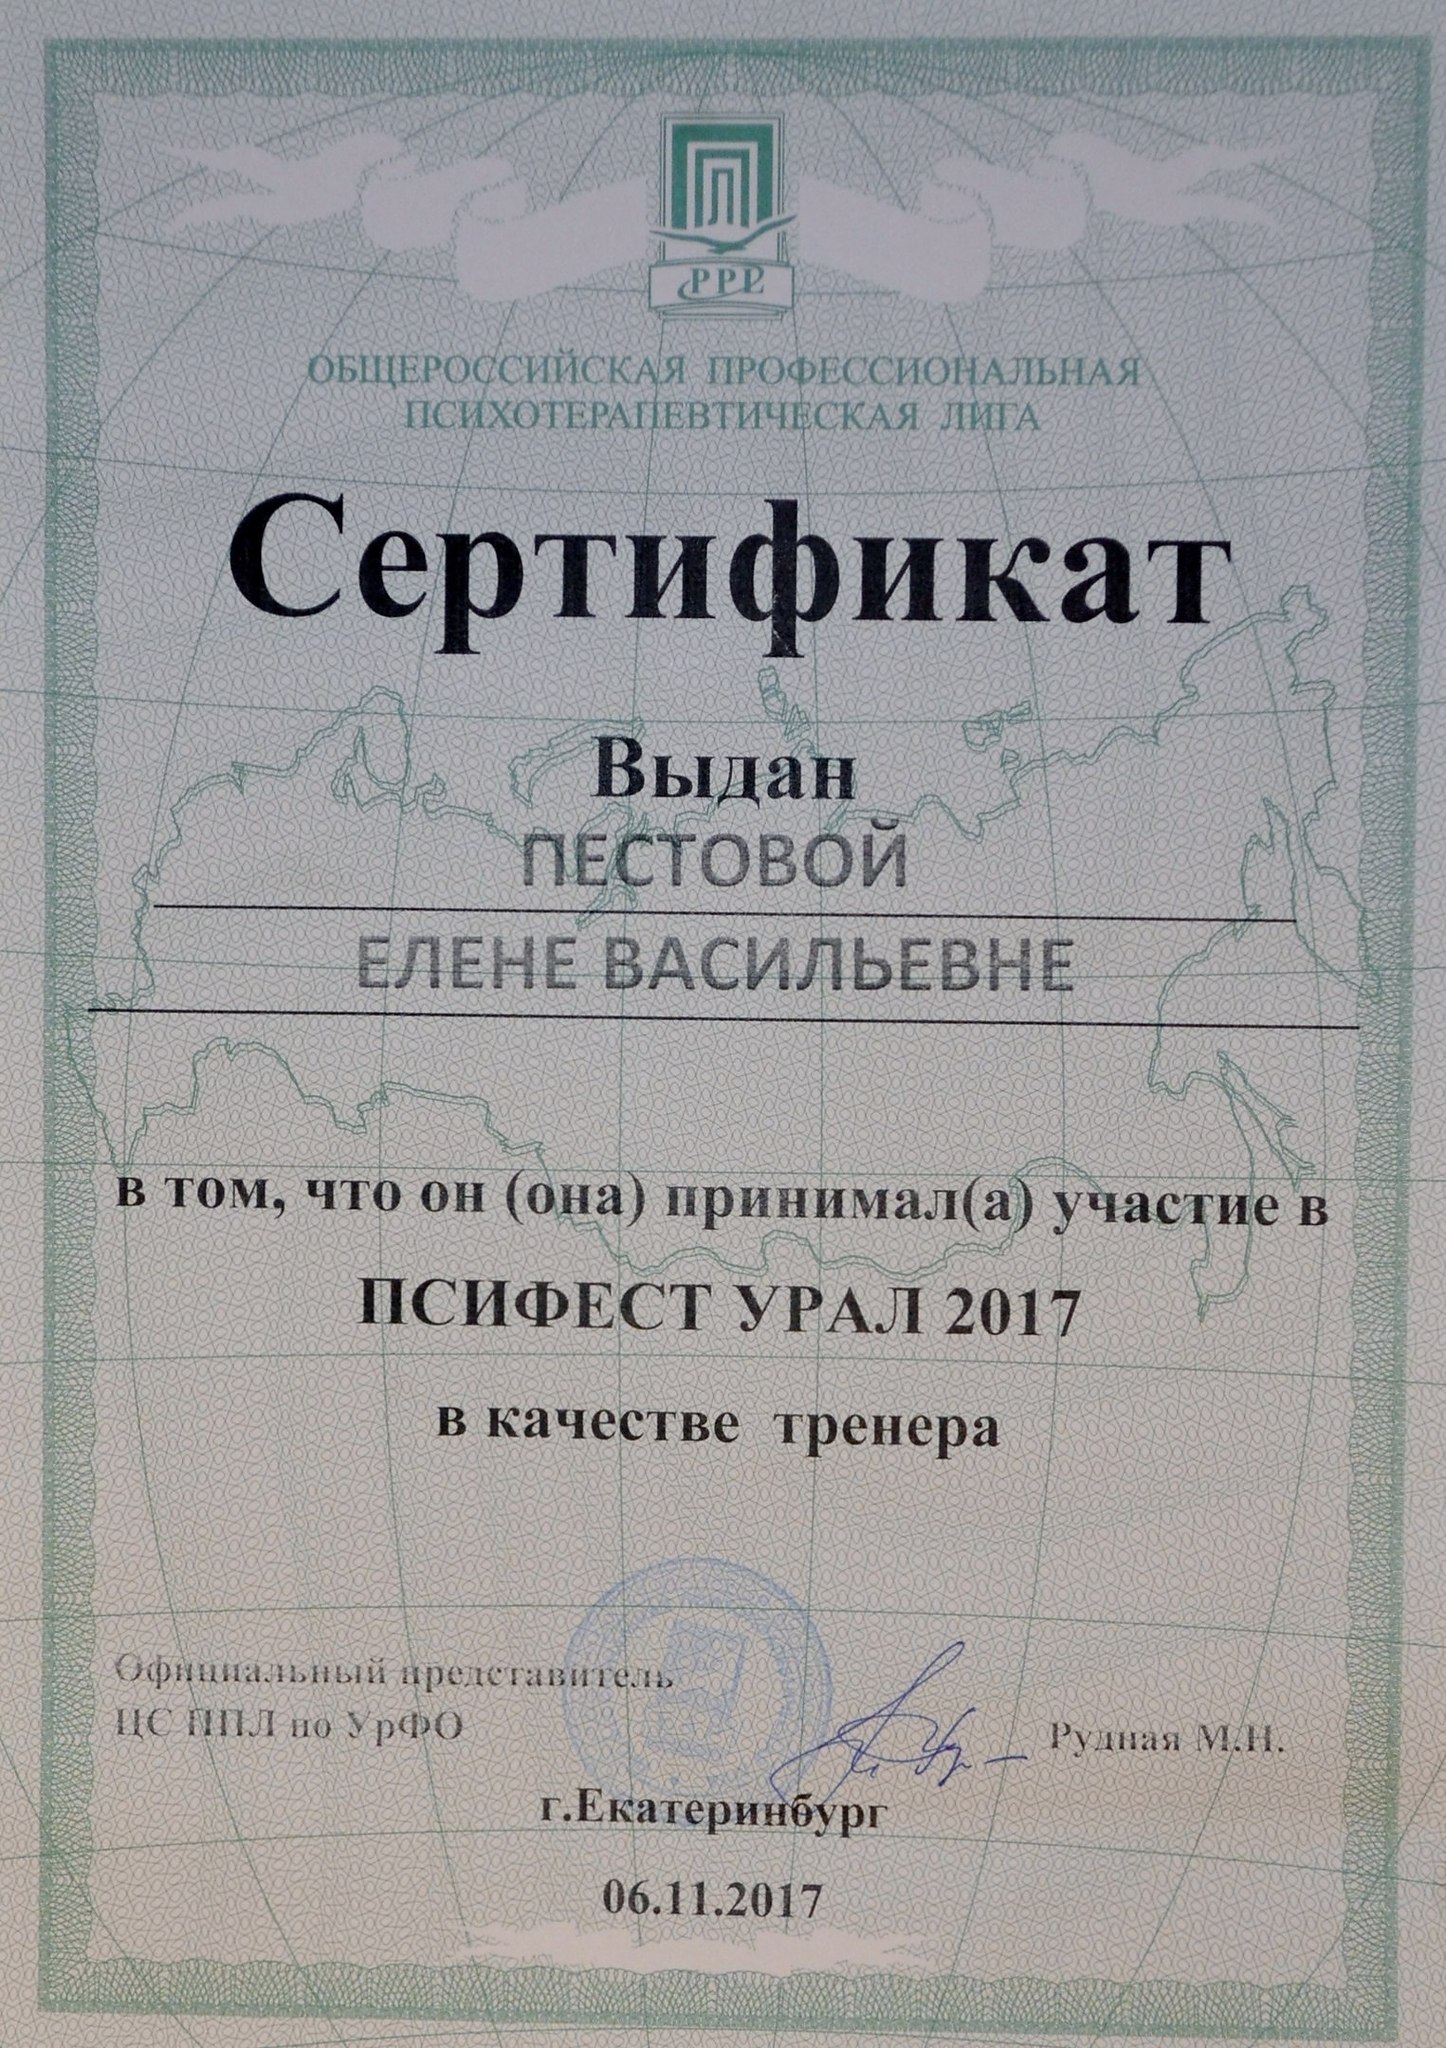 PPL
ОБЩЕРОССИЙСКАЯ ПРОФЕССИОНАЛЬНАЯ
ПСИХОТЕРАПЕВТИЧЕСКАЯ ЛИГА
Сертификат
Выдан
ПЕСТОВОЙ
ЕЛЕНЕ ВАСИЛЬЕВНЕ
в том, что он (она) принимал(а) участие в
ПСИФЕСТ УРАЛ 2017
в качестве тренера
Официальный представитель
ЦС ППЛ по УрФО
Рудная М.Н.
г.Екатеринбург
06.11.2017